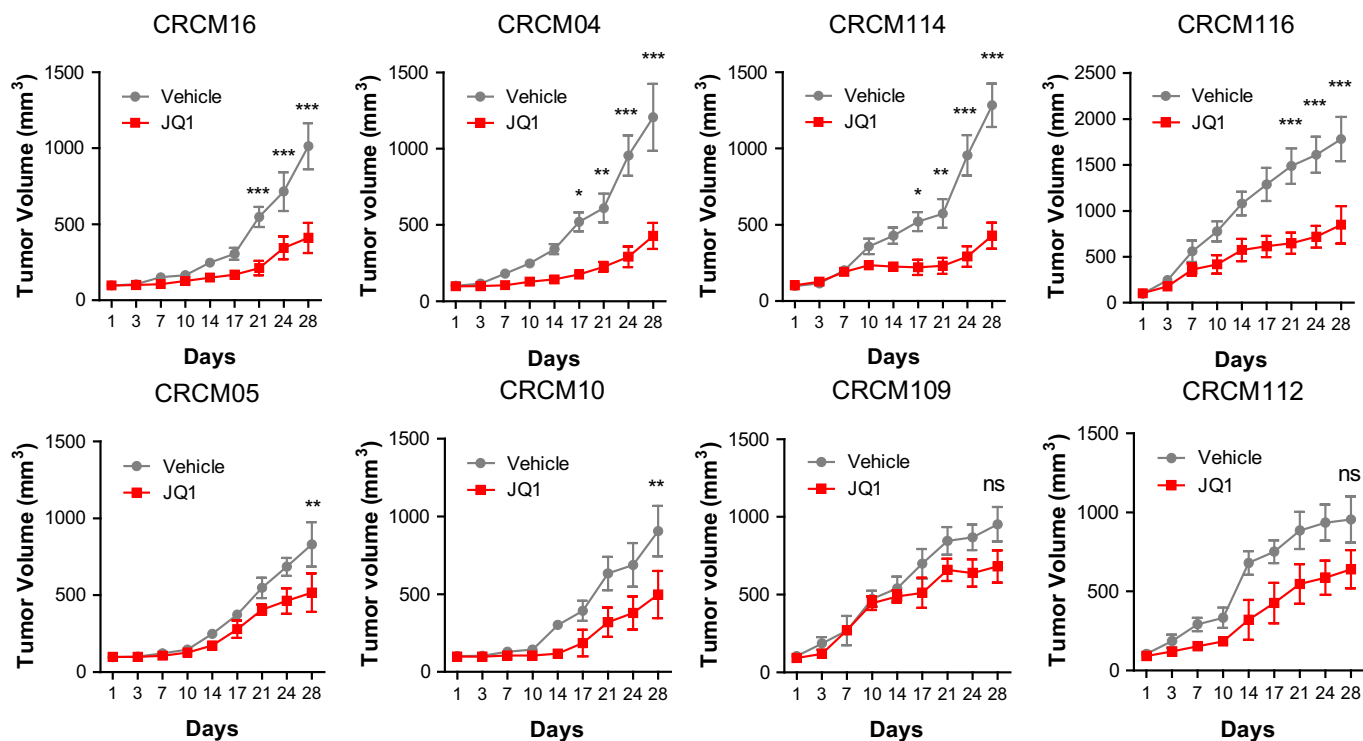 CRCM16
Tumor Volume (mm³)
1500
1000
500
0
Vehicle
JQ1
***
***
***
1 3 7 10 14 17 21 24 28
Days
CRCM04
Tumor volume (mm³)
1500
1000
500
0
Vehicle
JQ1
*
**
***
***
1 3 7 10 14 17 21 24 28
Days
CRCM114
Tumor Volume (mm³)
1500
1000
500
0
Vehicle
JQ1
*
**
***
***
1 3 7 10 14 17 21 24 28
Days
CRCM116
Tumor Volume (mm³)
2500
2000
1500
1000
500
0
Vehicle
JQ1
***
***
***
1 3 7 10 14 17 21 24 28
Days
CRCM05
Tumor Volume (mm³)
1500
1000
500
0
Vehicle
JQ1
**
1 3 7 10 14 17 21 24 28
Days
CRCM10
Tumor Volume (mm³)
1500
1000
500
0
Vehicle
JQ1
**
1 3 7 10 14 17 21 24 28
Days
CRCM109
Tumor Volume (mm³)
1500
1000
500
0
Vehicle
JQ1
ns
1 3 7 10 14 17 21 24 28
Days
CRCM112
Tumor Volume (mm³)
1500
1000
500
0
Vehicle
JQ1
ns
1 3 7 10 14 17 21 24 28
Days